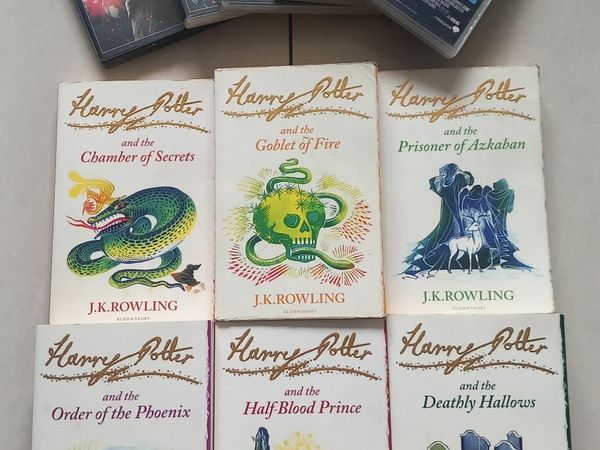 Harry Potter
and the
Chamber of Secrets
J.K.ROWLING
BLOOMSBURY
Harry Potter
and the
Goblet of Fire
J.K.ROWLING
BLOOMSBURY
Harry Potter
and the
Prisoner of Azkaban
J.K.ROWLING
BLOOMSBURY
Harry Potter
and the
Order of the Phoenix
Harry Potter
and the
Half-Blood Prince
Harry Potter
and the
Deathly Hallows